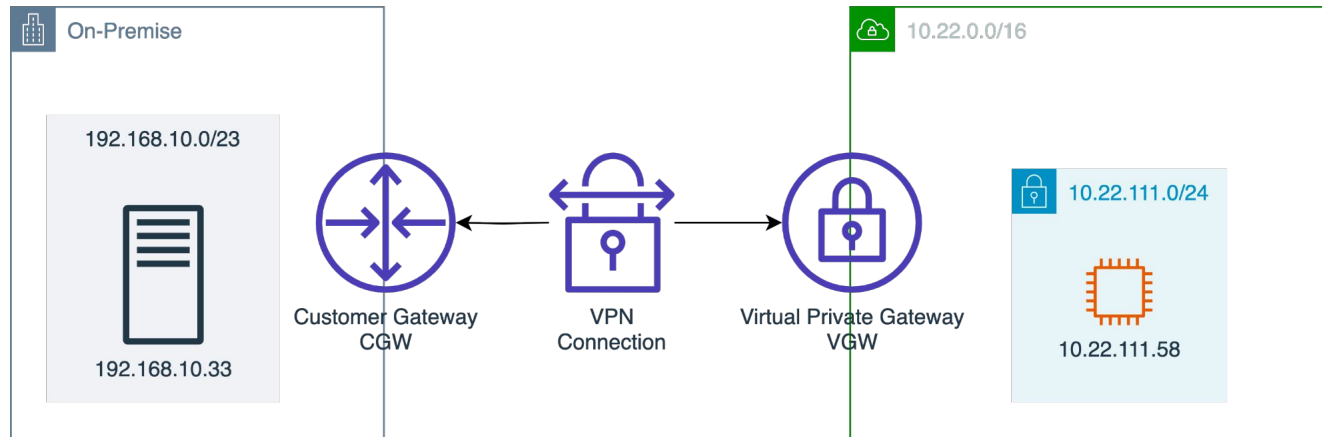 On-Premise
10.22.0.0/16
192.168.10.0/23
10.22.111.0/24
Customer Gateway
CGW
VPN
Connection
Virtual Private Gateway
VGW
10.22.111.58
192.168.10.33